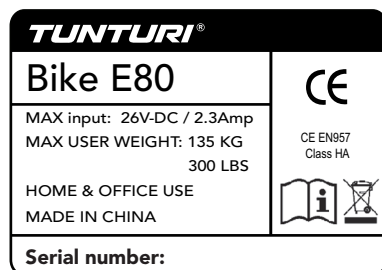 TUNTURI®
Bike E80
MAX input: 26V-DC / 2.3Amp
MAX USER WEIGHT: 135 KG
300 LBS
HOME & OFFICE USE
MADE IN CHINA
CE
CE EN957
Class HA
i
Serial number: